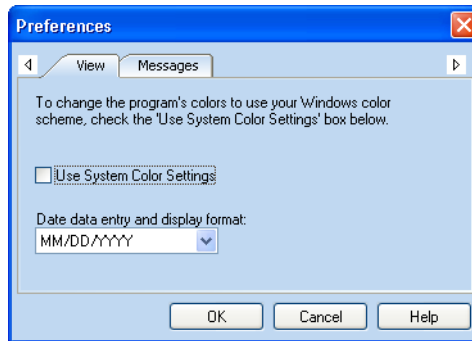 Preferences
View Messages
To change the program's colors to use your Windows color
scheme, check the 'Use System Color Settings' box below.
Use System Color Settings
Date data entry and display format:
MM/DD/YYYY
OK Cancel Help